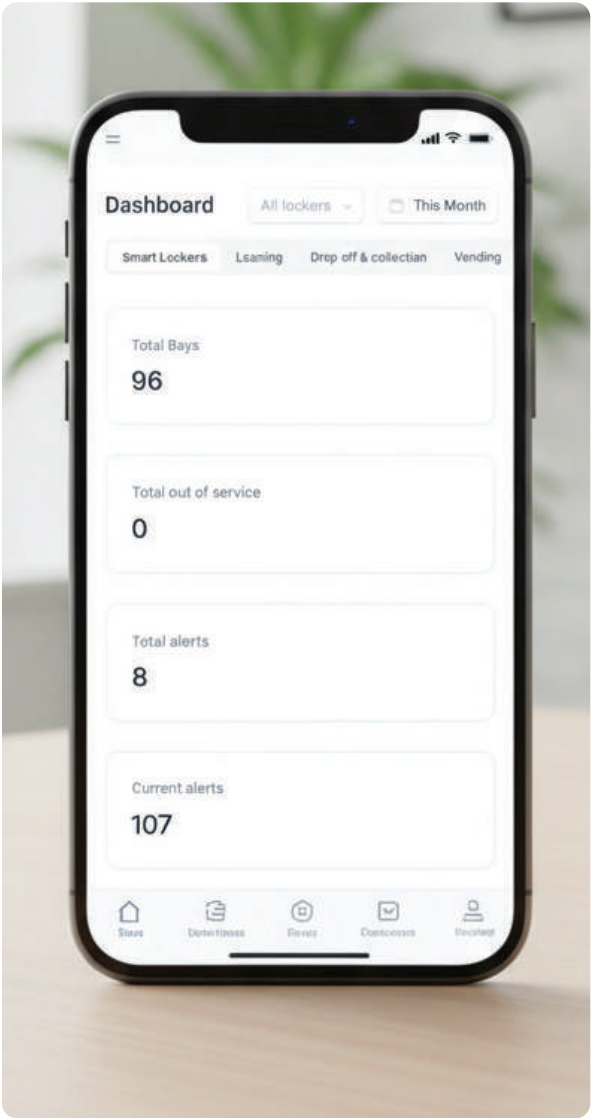 Dashboard All lockers This Month
Smart Lockers Lsaming Drep off & collectian Vending
Total Bays
96
Total out of service
0
Total alerts
8
Current alerts
107